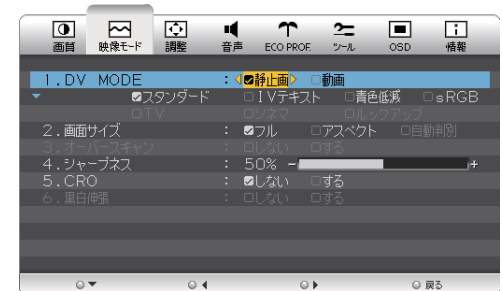 画質 映像モード 調整 音声 ECO PROF. ツール OSD 情報
1.DV MODE : 静止画 動画
スタンダード IVテキスト 青色低減 sRGB
TV シネマ ルックアップ
2.画面サイズ : フル アスペクト 自動判別
3.オーバースキャン : しない する
4.シャープネス : 50% - +
5.CRO : しない する
6.黒白伸張 : しない する
戻る